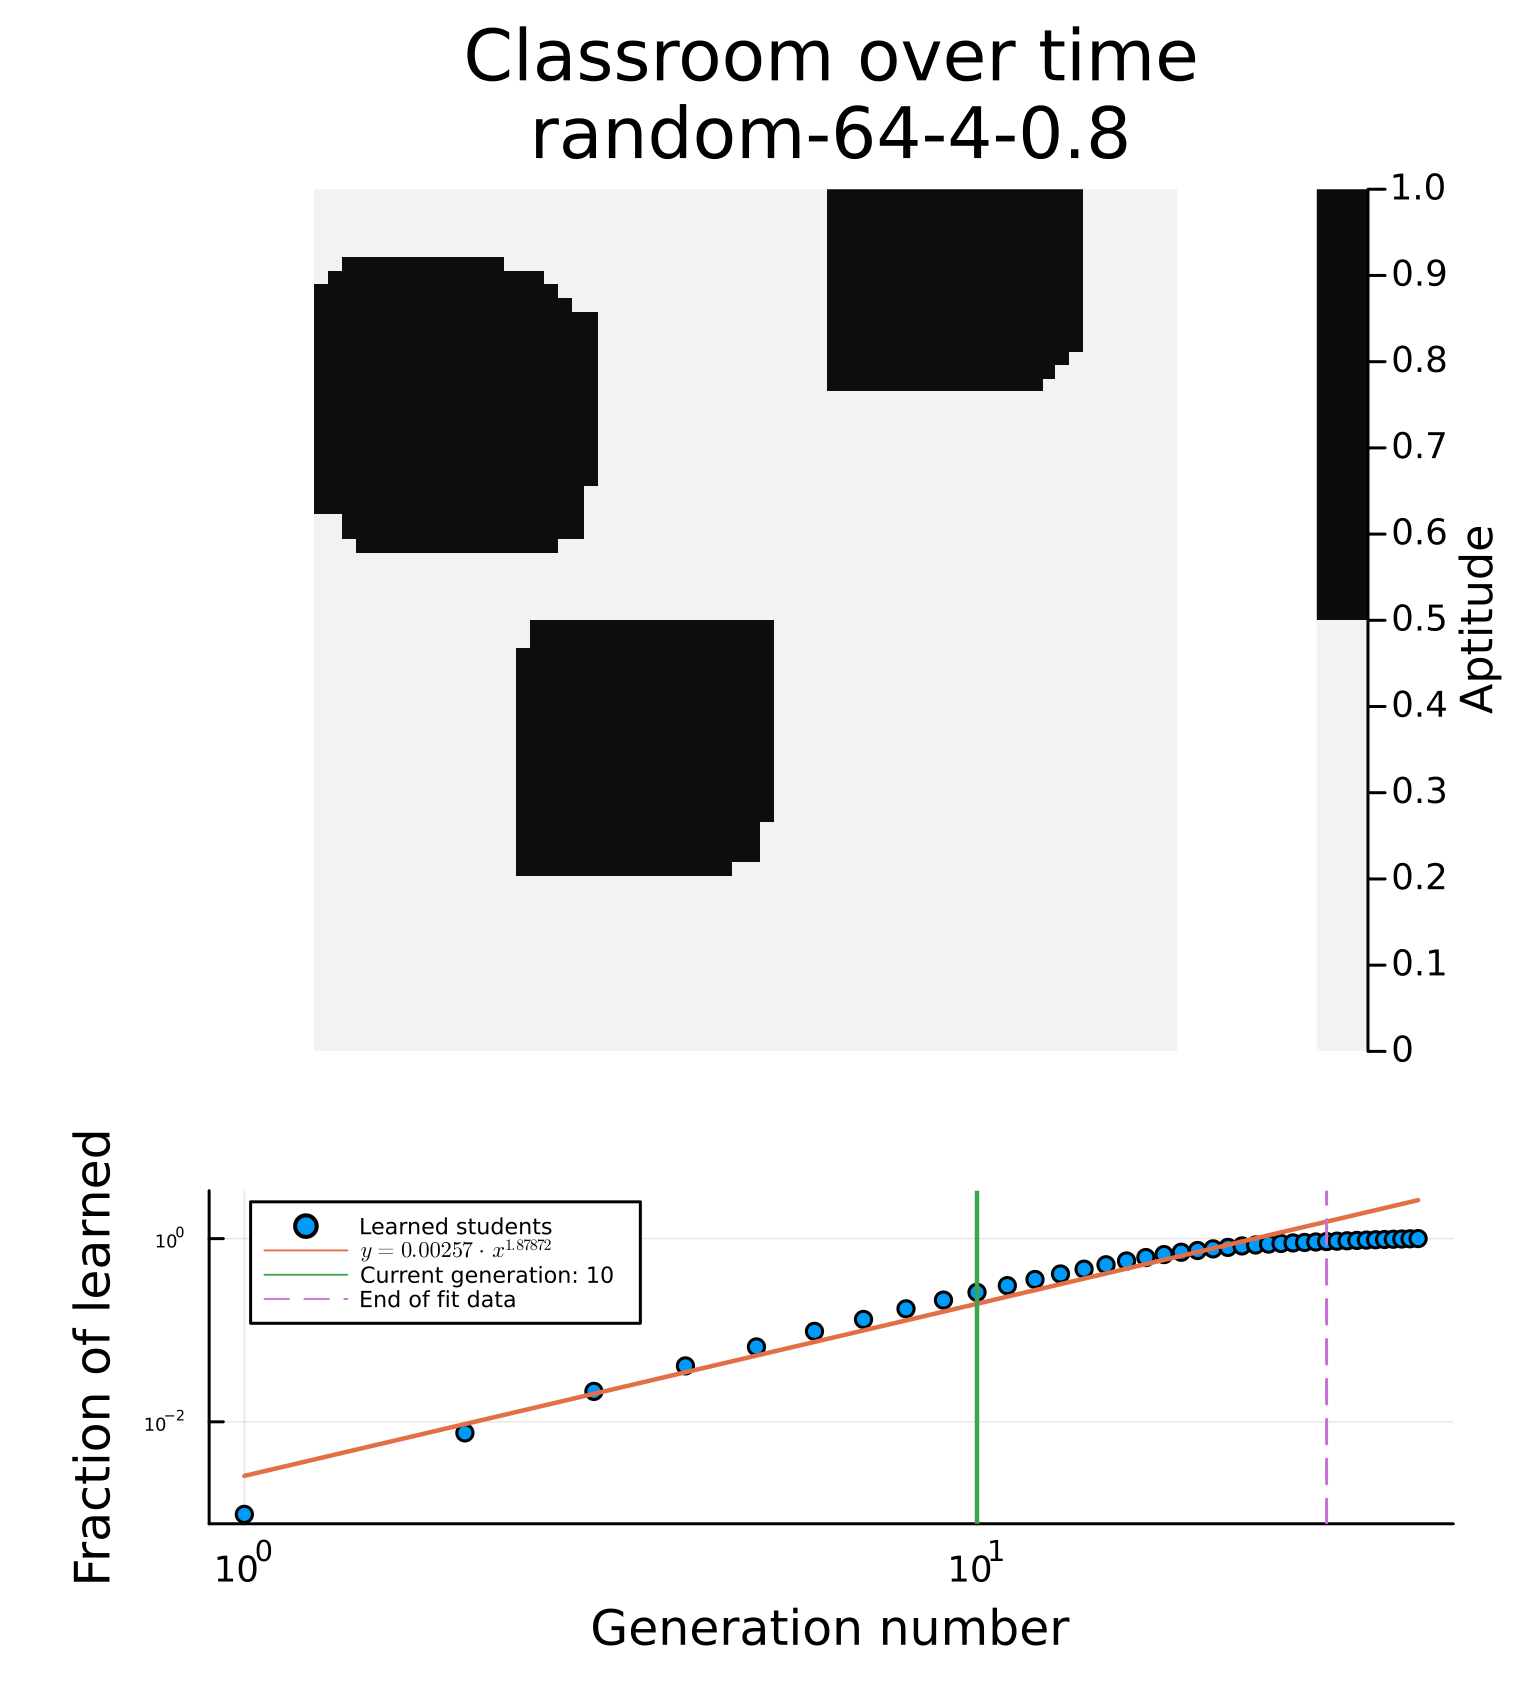 Classroom over time
random-64-4-0.8
1.0
0.9
0.8
0.7
0.6
0.5
0.4
0.3
0.2
0.1
0
Aptitude
Fraction of learned
10^0
10^-2
Learned students
y = 0.00257 · x^1.87872
Current generation: 10
End of fit data
10^0
10^1
Generation number